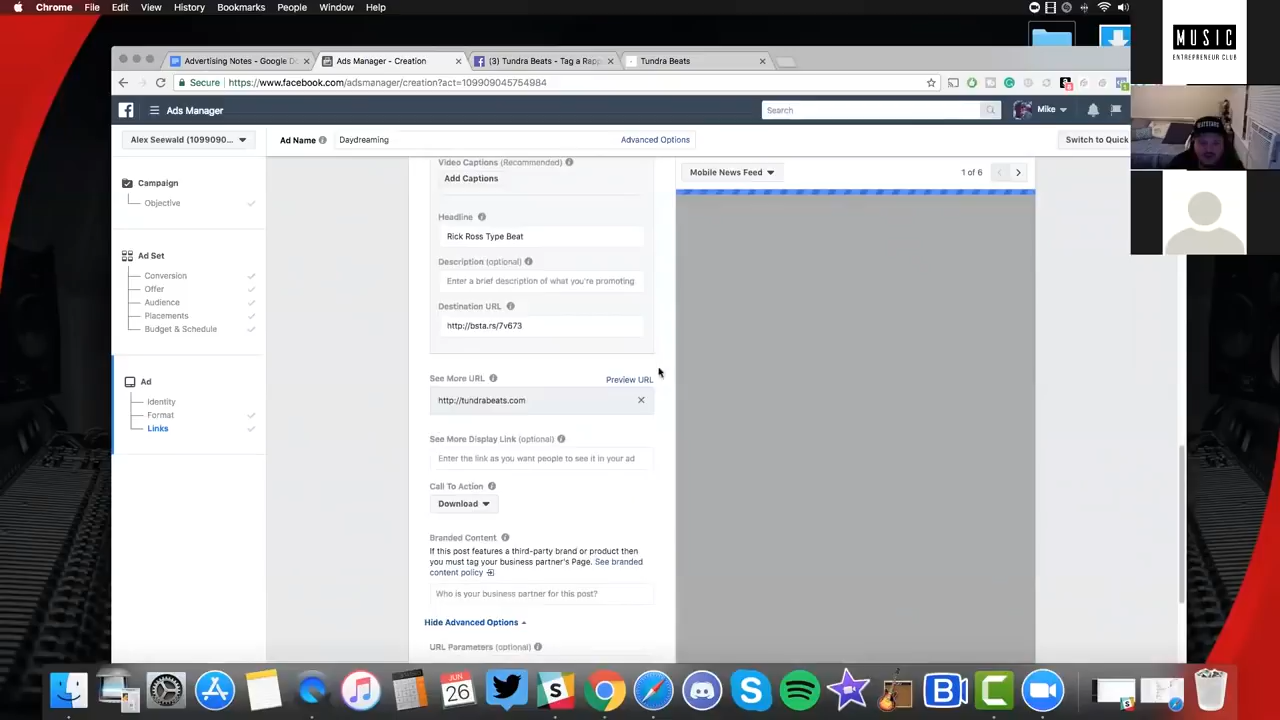 Chrome File Edit View History Bookmarks People Window Help
MUSIC
ENTREPRENEUR CLUB
Advertising Notes - Google D
Ads Manager - Creation
(3) Tundra Beats - Tag a Rapp
Tundra Beats
Secure https://www.facebook.com/adsmanager/creation?act=109909045754984
Ads Manager
Search
Mike
Alex Seewald (1099090...
Ad Name
Daydreaming
Advanced Options
Switch to Quick
Campaign
Objective
Ad Set
Conversion
Offer
Audience
Placements
Budget & Schedule
Ad
Identity
Format
Links
Video Captions (Recommended)
Add Captions
Headline
Rick Ross Type Beat
Description (optional)
Enter a brief description of what you're promoting
Destination URL
http://bsta.rs/7v673
See More URL
Preview URL
http://tundrabeats.com
See More Display Link (optional)
Enter the link as you want people to see it in your ad
Call To Action
Download
Branded Content
If this post features a third-party brand or product then
you must tag your business partner's Page. See branded
content policy
Who is your business partner for this post?
Hide Advanced Options
URL Parameters (optional)
Mobile News Feed
1 of 6
JUN
26